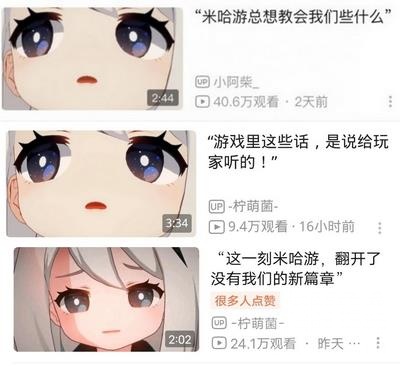 “米哈游总想教会我们些什么”
UP 小阿柴_
2:44
40.6万观看 · 2天前
“游戏里这些话，是说给玩
家听的！”
UP -柠萌菌-
3:34
9.4万观看 · 16小时前
“这一刻米哈游，翻开了
没有我们的新篇章”
很多人点赞
UP -柠萌菌-
2:02
24.1万观看 · 昨天 ···